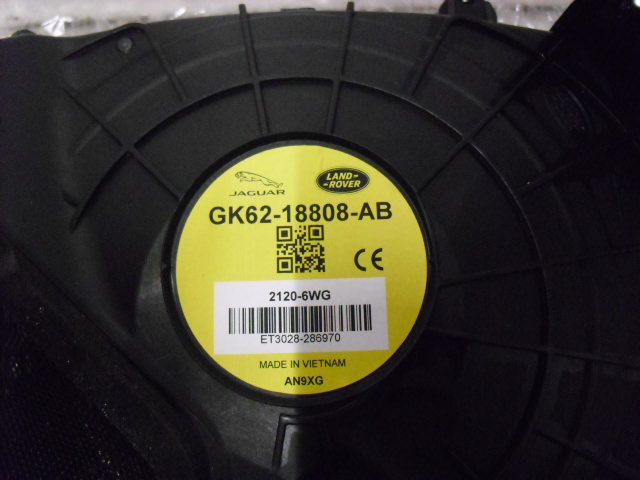 JAGUAR
LAND-
ROVER
GK62-18808-AB
CE
2120-6WG
ET3028-286970
MADE IN VIETNAM
AN9XG